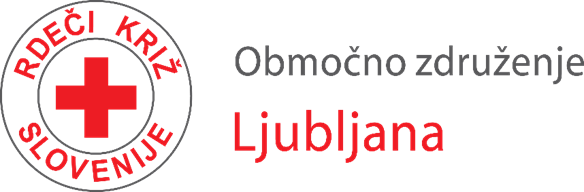 RDEČI KRIŽ
SLOVENIJE
Območno združenje
Ljubljana